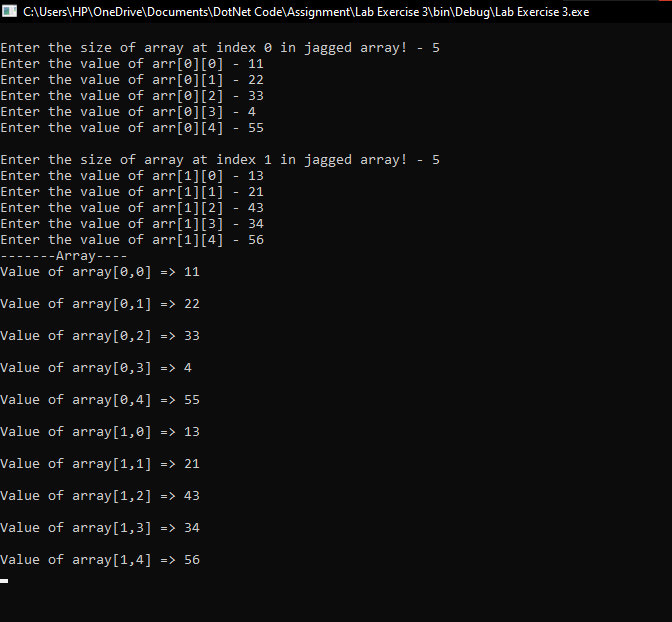 C:\Users\HP\OneDrive\Documents\DotNet Code\Assignment\Lab Exercise 3\bin\Debug\Lab Exercise 3.exe
Enter the size of array at index 0 in jagged array! - 5
Enter the value of arr[0][0] - 11
Enter the value of arr[0][1] - 22
Enter the value of arr[0][2] - 33
Enter the value of arr[0][3] - 4
Enter the value of arr[0][4] - 55
Enter the size of array at index 1 in jagged array! - 5
Enter the value of arr[1][0] - 13
Enter the value of arr[1][1] - 21
Enter the value of arr[1][2] - 43
Enter the value of arr[1][3] - 34
Enter the value of arr[1][4] - 56
-------Array----
Value of array[0,0] => 11
Value of array[0,1] => 22
Value of array[0,2] => 33
Value of array[0,3] => 4
Value of array[0,4] => 55
Value of array[1,0] => 13
Value of array[1,1] => 21
Value of array[1,2] => 43
Value of array[1,3] => 34
Value of array[1,4] => 56